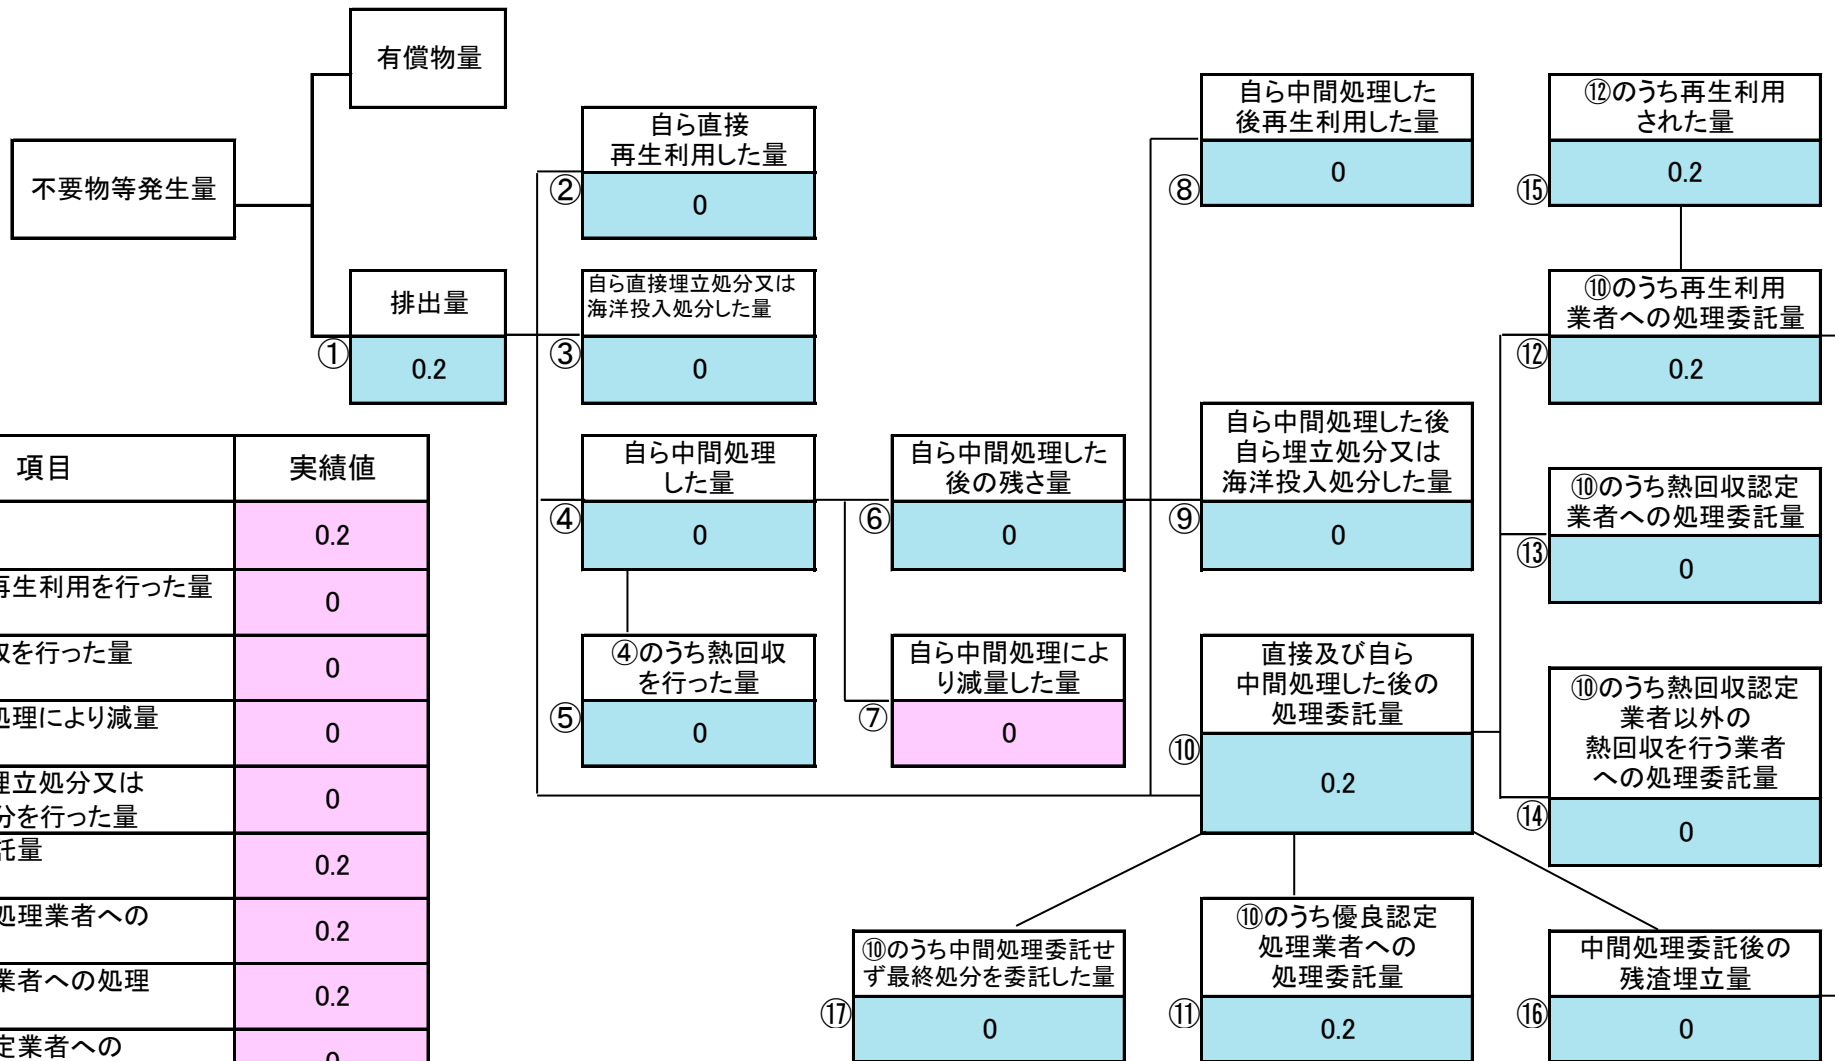 有償物量
不要物等発生量
排出量
①
0.2
自ら直接
再生利用した量
②
0
自ら直接埋立処分又は
海洋投入処分した量
③
0
自ら中間処理
した量
④
0
④のうち熱回収
を行った量
⑤
0
自ら中間処理した
後の残さ量
⑥
0
自ら中間処理によ
り減量した量
⑦
0
自ら中間処理した
後再生利用した量
⑧
0
自ら中間処理した後
自ら埋立処分又は
海洋投入処分した量
⑨
0
直接及び自ら
中間処理した後の
処理委託量
⑩
0.2
⑫のうち再生利用
された量
⑮
0.2
⑩のうち再生利用
業者への処理委託量
⑫
0.2
⑩のうち熱回収認定
業者への処理委託量
⑬
0
⑩のうち熱回収認定
業者以外の
熱回収を行う業者
への処理委託量
⑭
0
⑩のうち中間処理委託せ
ず最終処分を委託した量
⑰
0
⑩のうち優良認定
処理業者への
処理委託量
⑪
0.2
中間処理委託後の
残渣埋立量
⑯
0
項目 実績値
0.2
再生利用を行った量
0
を行った量
0
処理により減量
0
埋立処分又は
分を行った量
0
託量
0.2
処理業者への
0.2
業者への処理
0.2
定業者への
0